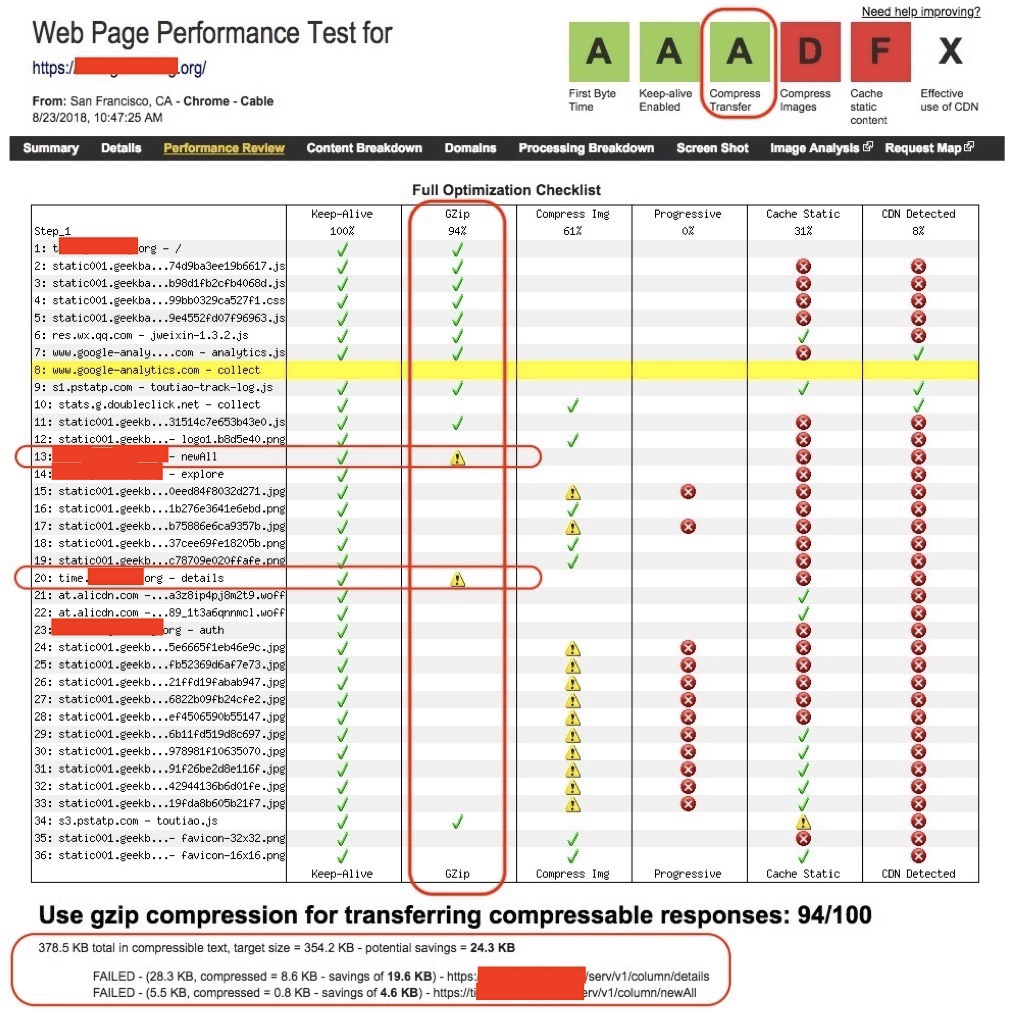 Need help improving?
Web Page Performance Test for
https:/ .org/
From: San Francisco, CA - Chrome - Cable
8/23/2018, 10:47:25 AM
A A A D F X
First Byte Time
Keep-alive Enabled
Compress Transfer
Compress Images
Cache static content
Effective use of CDN
Summary Details Performance Review Content Breakdown Domains Processing Breakdown Screen Shot Image Analysis Request Map
Full Optimization Checklist
Keep-Alive GZip Compress Img Progressive Cache Static CDN Detected
Step_1 100% 94% 61% 0% 31% 8%
1: t org - /
2: static001.geekba...74d9ba3ee19b6617.js
3: static001.geekba...b98d1fb2cfb4068d.js
4: static001.geekba...99bb0329ca527f1.css
5: static001.geekba...9e4552fd07f96963.js
6: res.wx.qq.com - jweixin-1.3.2.js
7: www.google-analy....com - analytics.js
8: www.google-analytics.com - collect
9: s1.pstatp.com - toutiao-track-log.js
10: stats.g.doubleclick.net - collect
11: static001.geekb...31514c7e653b43e0.js
12: static001.geekb...- logo1.b8d5e40.png
13: - newAll
14: - explore
15: static001.geekb...0eed84f8032d271.jpg
16: static001.geekb...1b276e3641e6ebd.png
17: static001.geekb...b75886e6ca9357b.jpg
18: static001.geekb...37cee69fe18205b.png
19: static001.geekb...c78709e020ffafe.png
20: time. org - details
21: at.alicdn.com -...a3z8ip4pj8m2t9.woff
22: at.alicdn.com -...89_1t3a6qnnmcl.woff
23: org - auth
24: static001.geekb...5e6665f1eb46e9c.jpg
25: static001.geekb...fb52369d6af7e73.jpg
26: static001.geekb...21ffd19fabab947.jpg
27: static001.geekb...6822b09fb24cfe2.jpg
28: static001.geekb...ef4506590b55147.jpg
29: static001.geekb...6b11fd519d8c697.jpg
30: static001.geekb...978981f10635070.jpg
31: static001.geekb...91f26be2d8e116f.jpg
32: static001.geekb...42944136b6d01fe.jpg
33: static001.geekb...19fda8b605b21f7.jpg
34: s3.pstatp.com - toutiao.js
35: static001.geekb...- favicon-32x32.png
36: static001.geekb...- favicon-16x16.png
Keep-Alive GZip Compress Img Progressive Cache Static CDN Detected
Use gzip compression for transferring compressable responses: 94/100
378.5 KB total in compressible text, target size = 354.2 KB - potential savings = 24.3 KB
FAILED - (28.3 KB, compressed = 8.6 KB - savings of 19.6 KB) - https: /serv/v1/column/details
FAILED - (5.5 KB, compressed = 0.8 KB - savings of 4.6 KB) - https://ti erv/v1/column/newAll